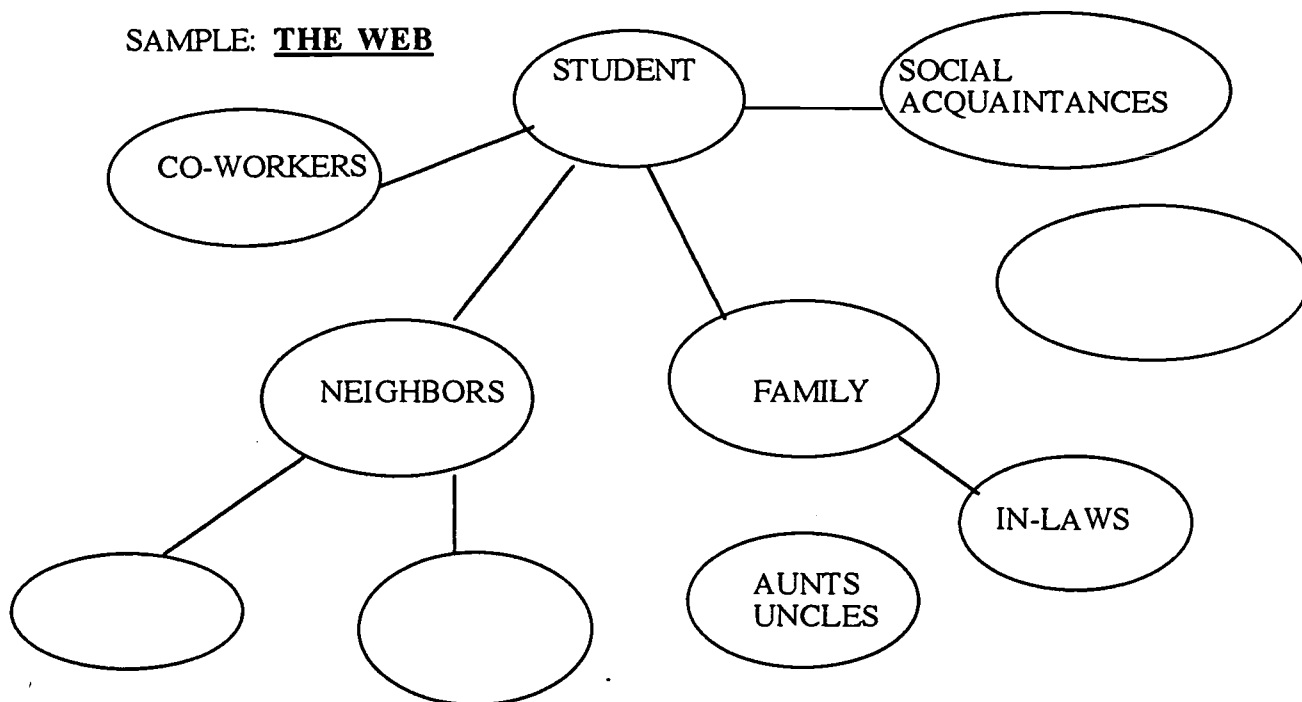 SAMPLE: THE WEB
STUDENT
SOCIAL
ACQUAINTANCES
CO-WORKERS
NEIGHBORS
FAMILY
IN-LAWS
AUNTS
UNCLES